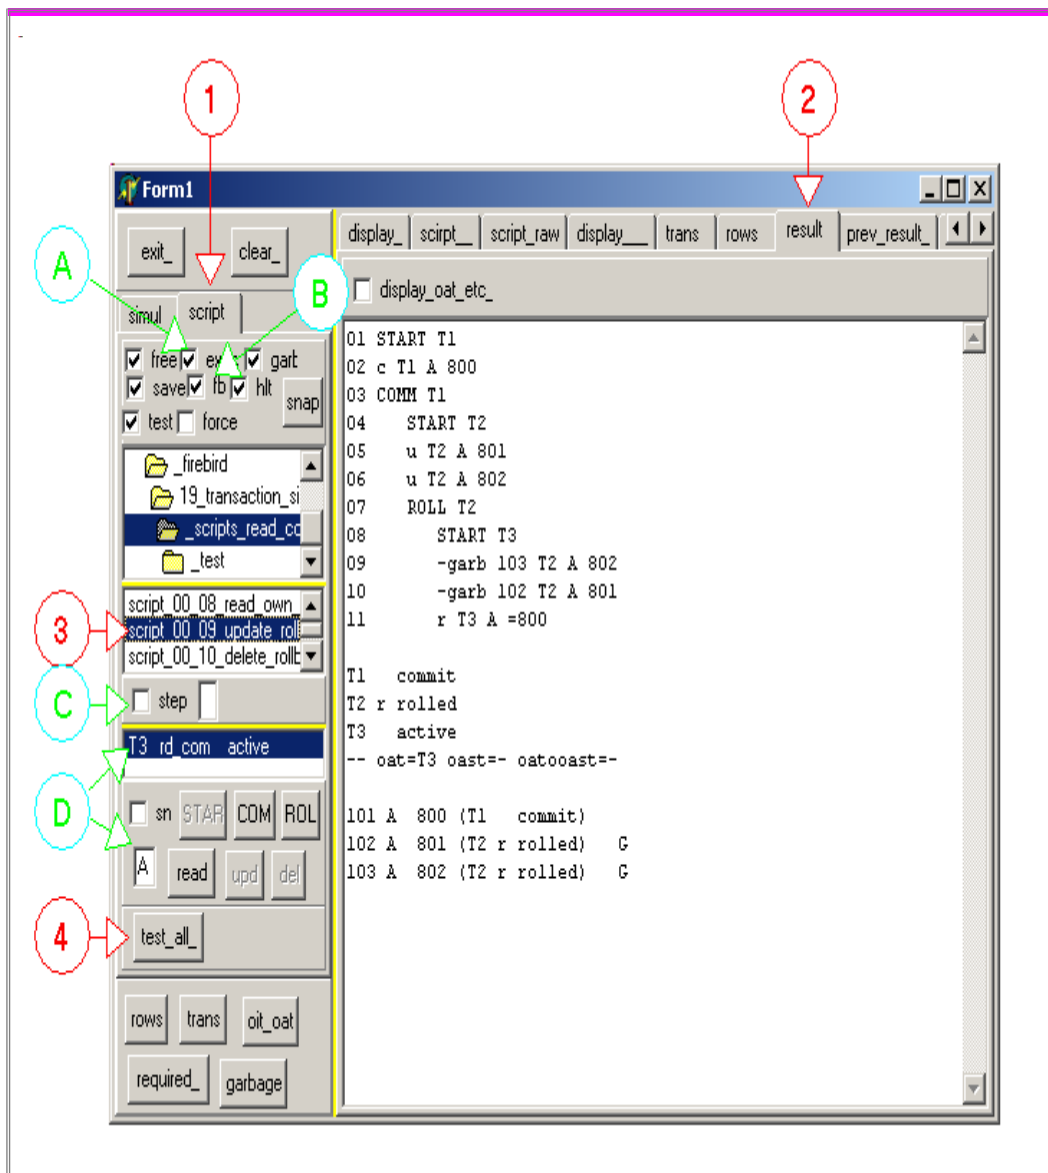 1
2
Form1
exit_
clear_
display_
scirpt__
script_raw
display___
trans
rows
result
prev_result_
A
B
simul
script
display_oat_etc_
free
garb
save
fb
hlt
snap
test
force
_firebird
19_transaction_si
_scripts_read_co
_test
3
script_00_08_read_own_
script_00_09_update_roll
script_00_10_delete_rollb
C
step
T3 rd_com active
D
sn
STAR
COM
ROL
A
read
upd
del
4
test_all_
rows
trans
oit_oat
required_
garbage
01 START T1
02 c T1 A 800
03 COMM T1
04 START T2
05 u T2 A 801
06 u T2 A 802
07 ROLL T2
08 START T3
09 -garb 103 T2 A 802
10 -garb 102 T2 A 801
11 r T3 A =800
T1 commit
T2 r rolled
T3 active
-- oat=T3 oast=- oatooast=-
101 A 800 (T1 commit)
102 A 801 (T2 r rolled) G
103 A 802 (T2 r rolled) G